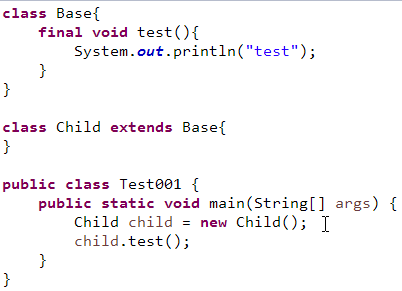 class Base{
    final void test(){
        System.out.println("test");
    }
}

class Child extends Base{
}

public class Test001 {
    public static void main(String[] args) {
        Child child = new Child();
        child.test();
    }
}